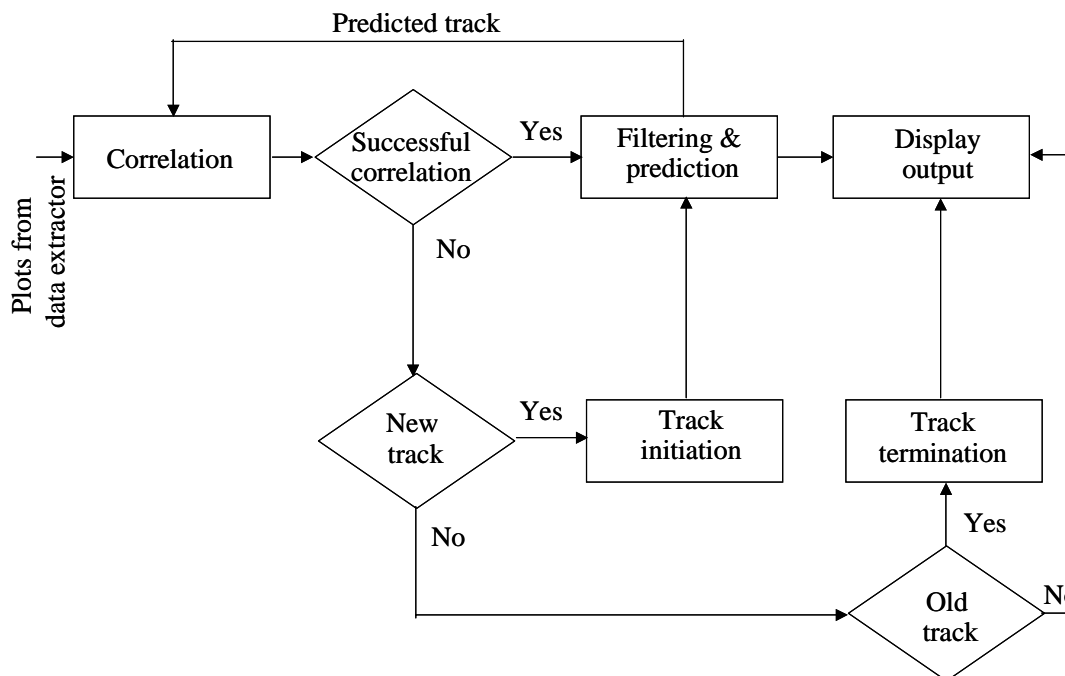 Predicted track
Correlation
Successful
correlation
Yes
Filtering &
prediction
Display
output
Plots from
data extractor
No
New
track
Yes
Track
initiation
Track
termination
No
Yes
Old
track